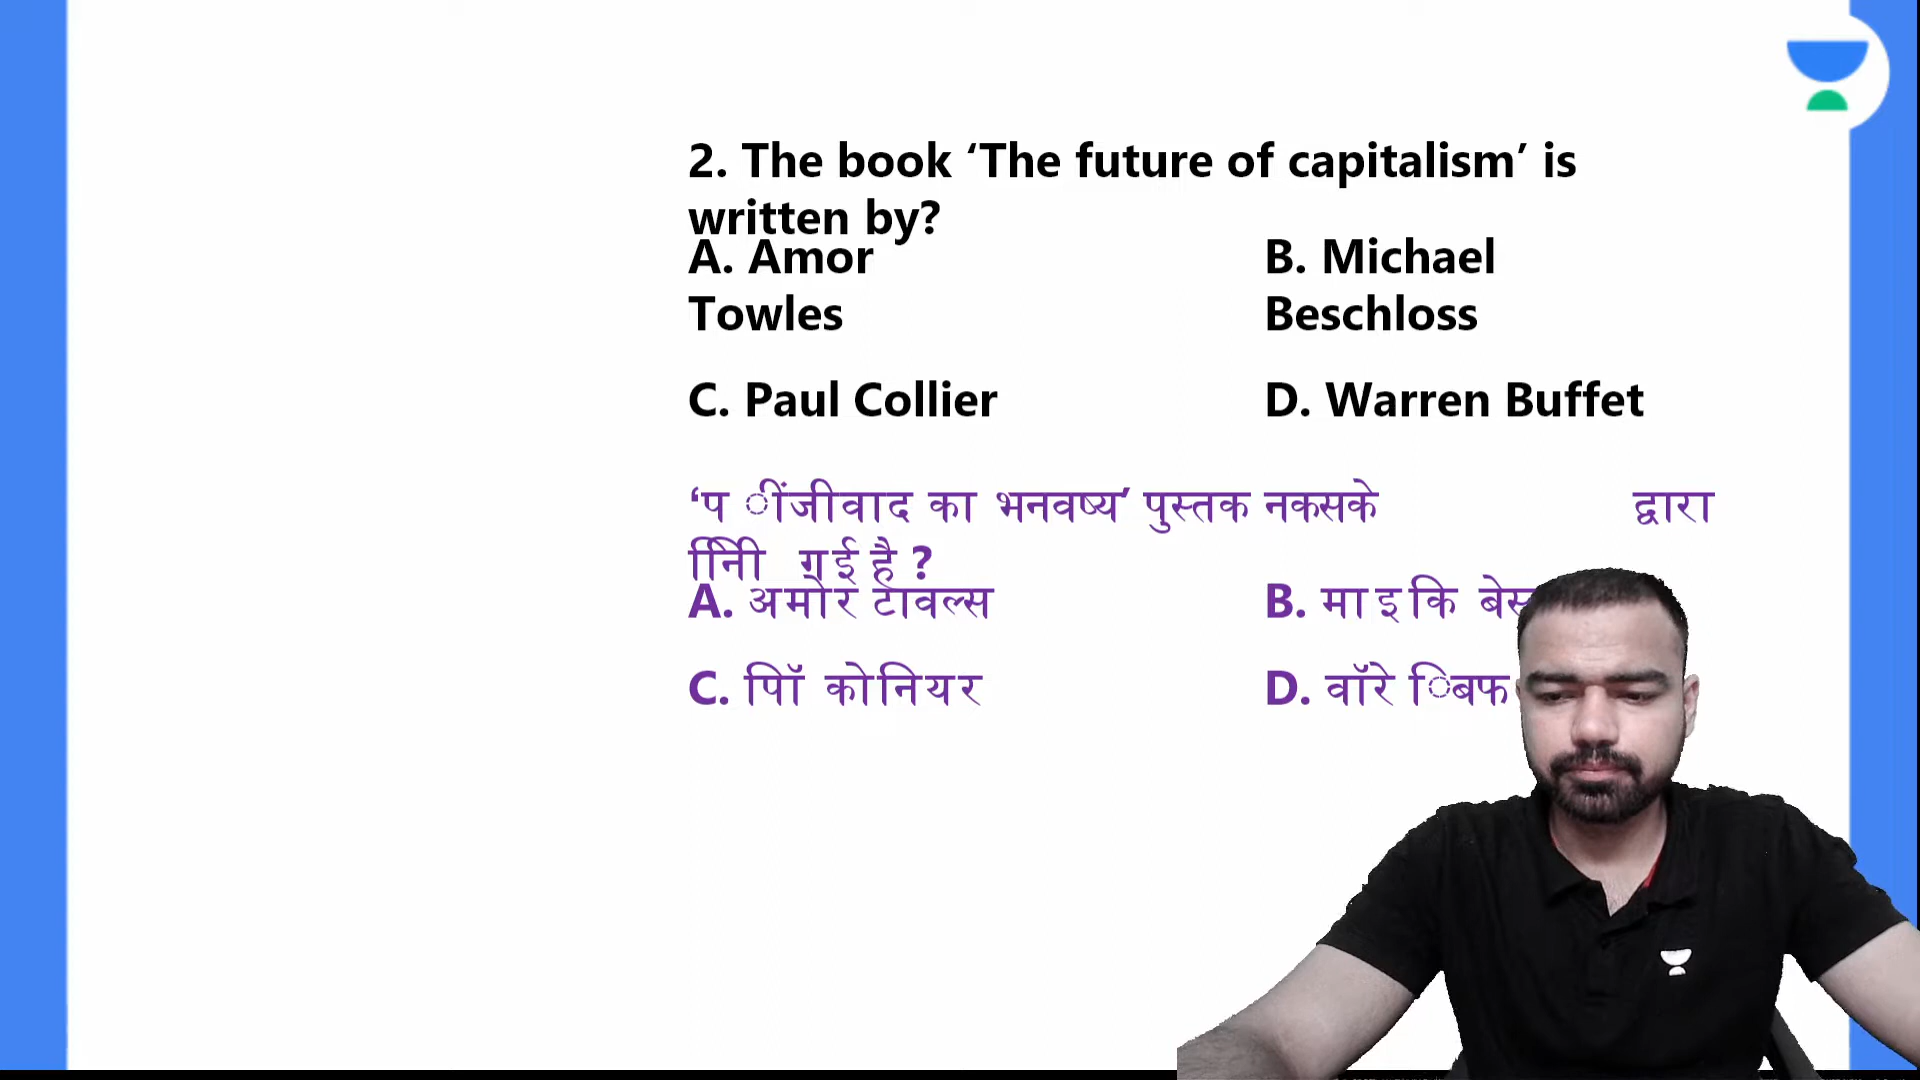 2. The book ‘The future of capitalism’ is
written by?
A. Amor
Towles
B. Michael
Beschloss
C. Paul Collier
D. Warren Buffet
‘प ींजीवाद का भनवष्य’ पुस्तक नकसके द्वारा
निििी गई है ?
A. अमोर टावल्स
B. माइकि
C. पािॉ कोनियर
D. वॉरे